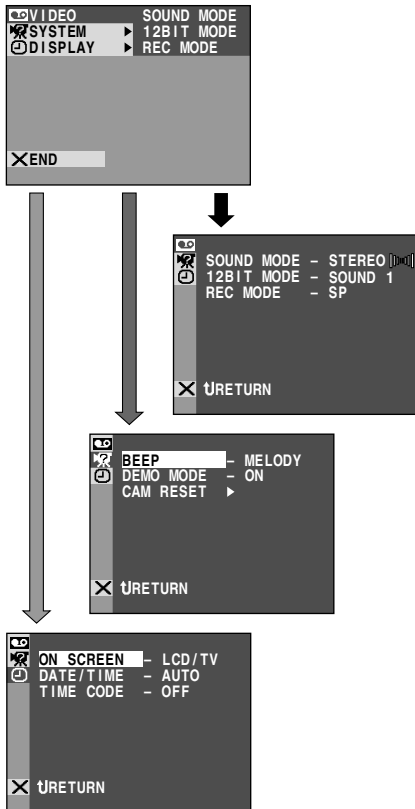 VIDEO SOUND MODE
SYSTEM 12BIT MODE
DISPLAY REC MODE
END
SOUND MODE – STEREO
12BIT MODE – SOUND 1
REC MODE – SP
RETURN
BEEP – MELODY
DEMO MODE – ON
CAM RESET
RETURN
ON SCREEN – LCD/TV
DATE/TIME – AUTO
TIME CODE – OFF
RETURN